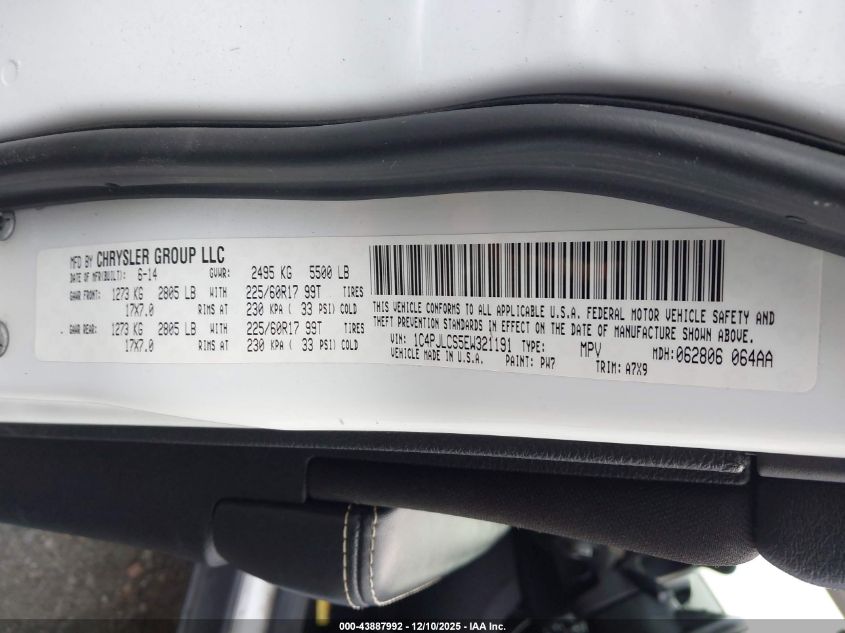 MFD BY CHRYSLER GROUP LLC
DATE OF MFR(BUILT): 6-14 GVWR: 2495 KG 5500 LB
GAWR FRONT: 1273 KG 2805 LB WITH 225/60R17 99T TIRES
17X7.0 RIMS AT 230 KPA ( 33 PSI) COLD
GAWR REAR: 1273 KG 2805 LB WITH 225/60R17 99T TIRES
17X7.0 RIMS AT 230 KPA ( 33 PSI) COLD
THIS VEHICLE CONFORMS TO ALL APPLICABLE U.S.A. FEDERAL MOTOR VEHICLE SAFETY AND
THEFT PREVENTION STANDARDS IN EFFECT ON THE DATE OF MANUFACTURE SHOWN ABOVE.
VIN: 1C4PJLCS5EW321191 TYPE: MPV MDH: 062806 064AA
VEHICLE MADE IN U.S.A. PAINT: PW7 TRIM: A7X9
000-43887992 — 12/10/2025 — IAA Inc.